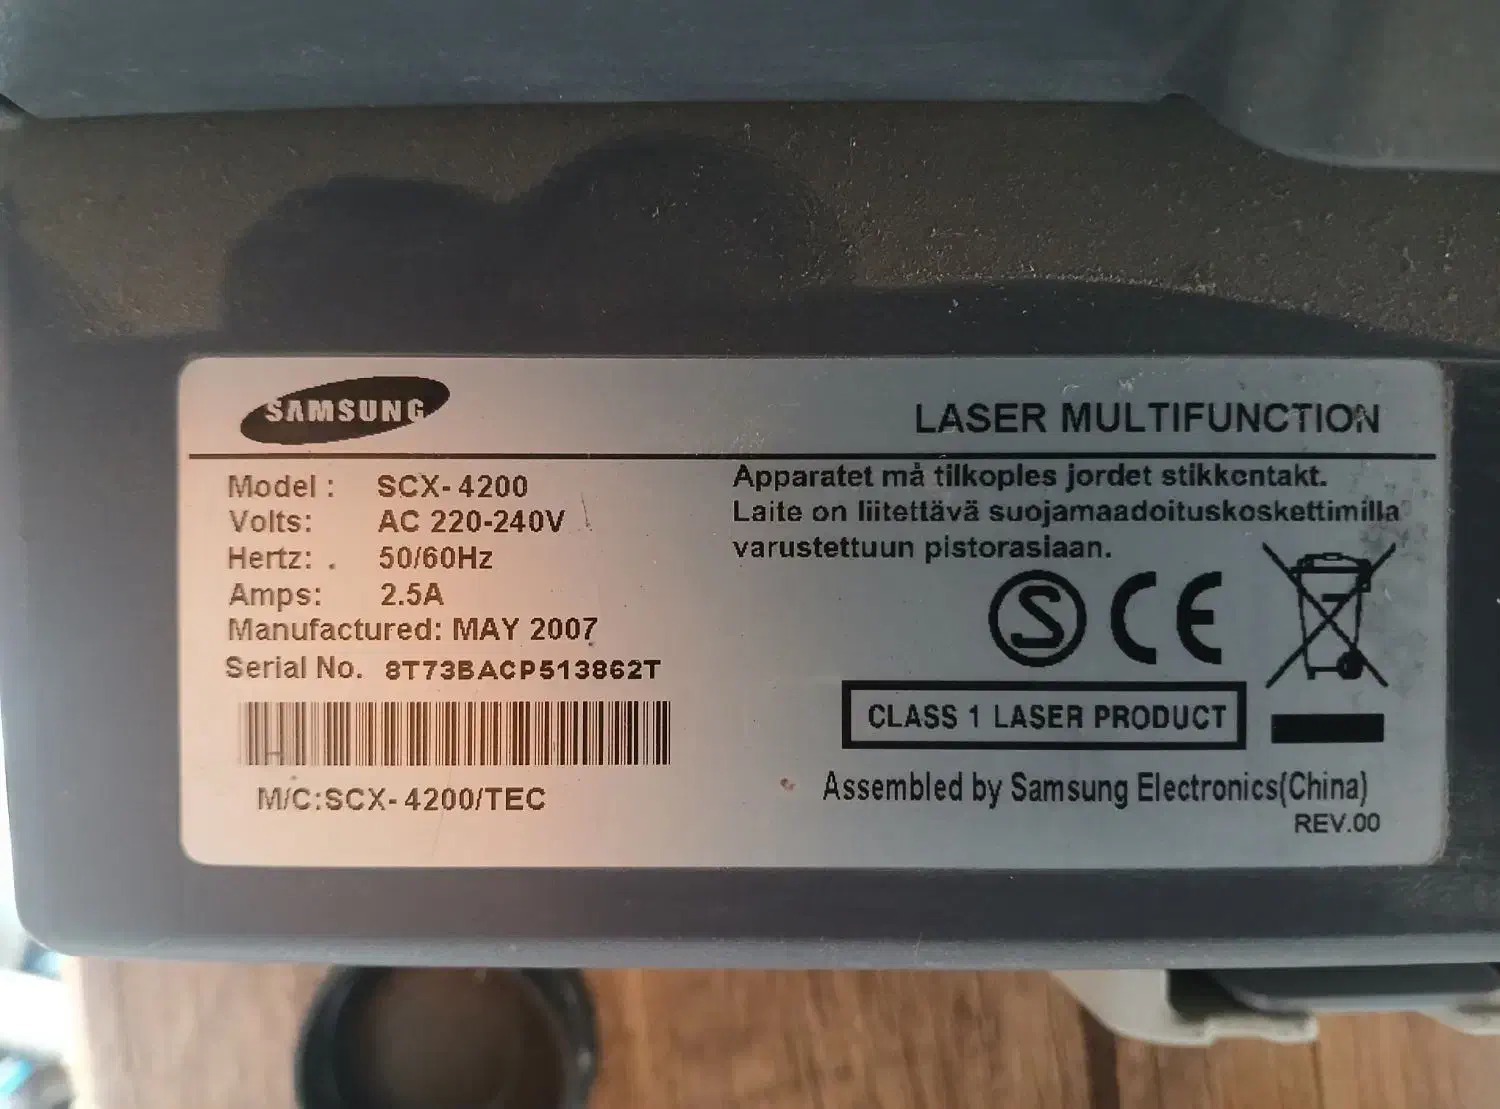 SAMSUNG
LASER MULTIFUNCTION
Model : SCX-4200
Volts: AC 220-240V
Hertz: . 50/60Hz
Amps: 2.5A
Manufactured: MAY 2007
Serial No. 8T73BACP513862T
M/C:SCX-4200/TEC
Apparatet må tilkoples jordet stikkontakt.
Laite on liitettävä suojamaadoituskoskettimilla
varustettuun pistorasiaan.
S CE
CLASS 1 LASER PRODUCT
Assembled by Samsung Electronics(China)
REV.00